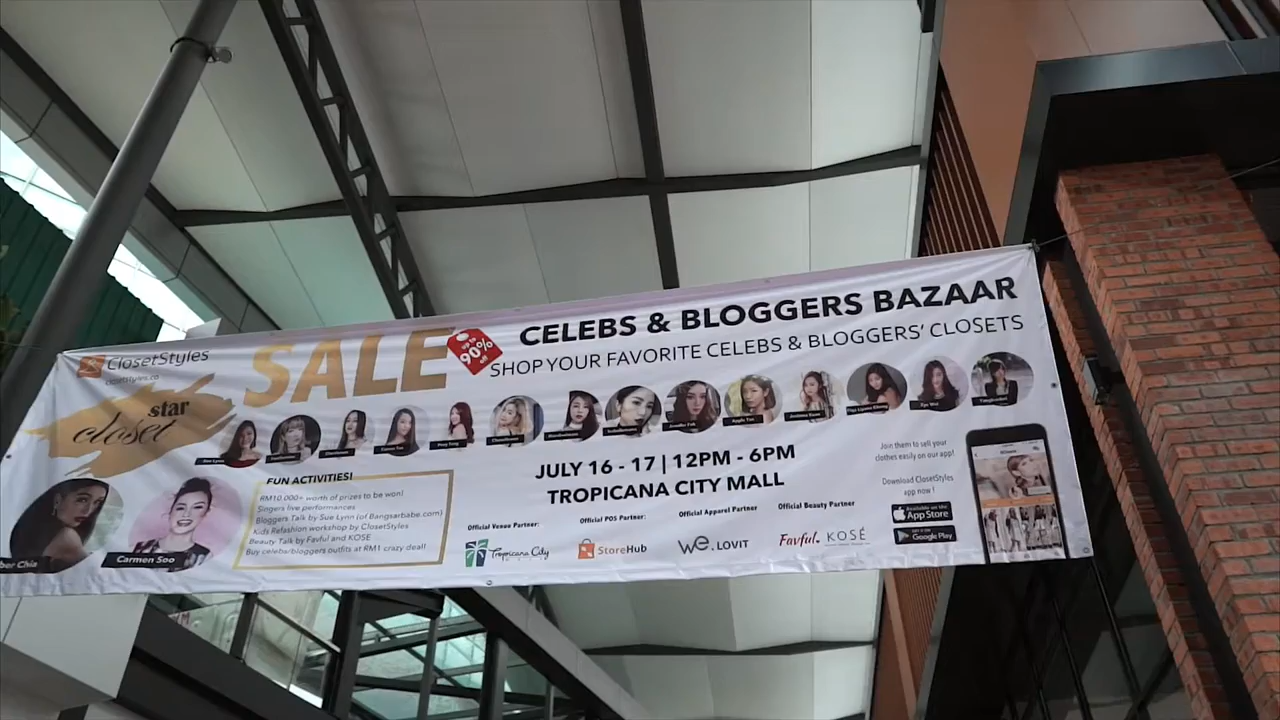 ClosetStyles
closetstyles.co
SALE
up to
90%
off
CELEBS & BLOGGERS BAZAAR
SHOP YOUR FAVORITE CELEBS & BLOGGERS' CLOSETS
star
closet
Carmen Soo
FUN ACTIVITIES!
RM10,000+ worth of prizes to be won!
Singers live performances
Bloggers Talk by Sue Lynn (of Bangsarbabe.com)
Kids Refashion workshop by ClosetStyles
Beauty Talk by Favful and KOSE
Buy celebs/bloggers outfits at RM1 crazy deal!
JULY 16 - 17 | 12PM - 6PM
TROPICANA CITY MALL
Official Venue Partner:
Tropicana City
Official POS Partner:
StoreHub
Official Apparel Partner
We.LOVIT
Official Beauty Partner
Favful. KOSÉ
Join them to sell your
clothes easily on our app!
Download ClosetStyles
app now!
Available on the
App Store
Google Play